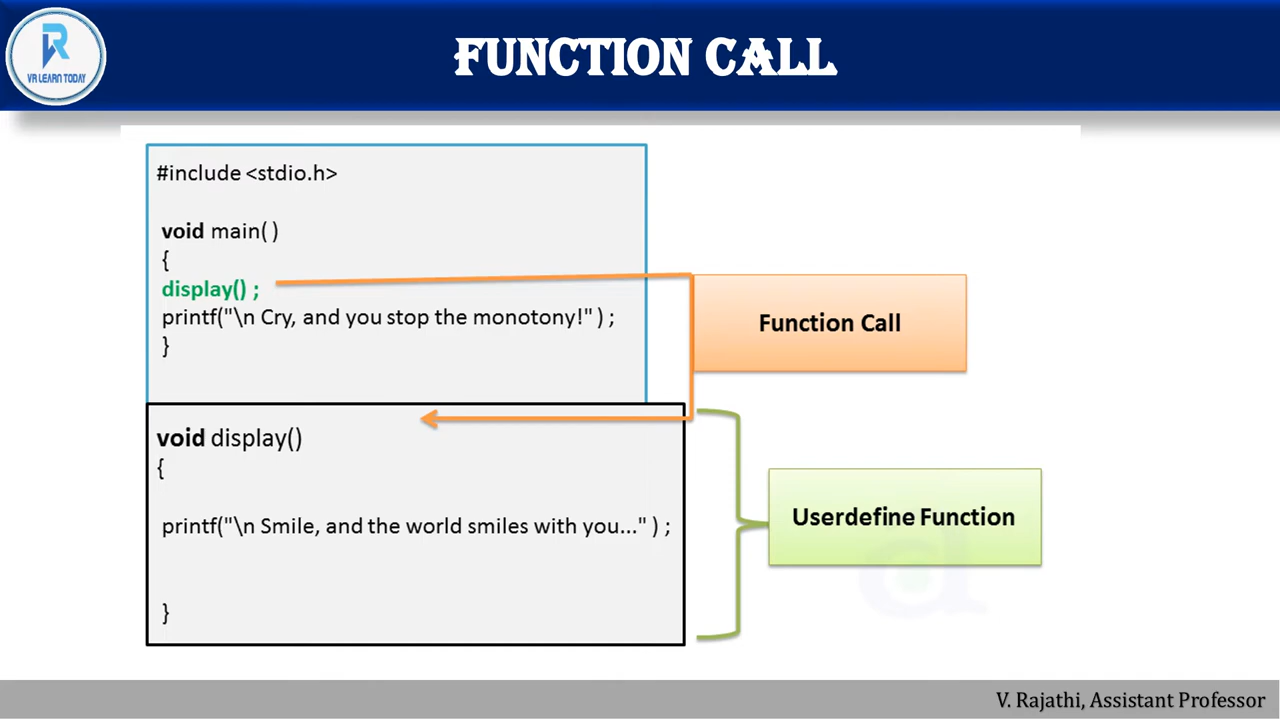 VR LEARN TODAY
FUNCTION CALL
#include <stdio.h>
void main( )
{
display() ;
printf("\n Cry, and you stop the monotony!" ) ;
}
Function Call
void display()
{
printf("\n Smile, and the world smiles with you..." ) ;
}
Userdefine Function
V. Rajathi, Assistant Professor